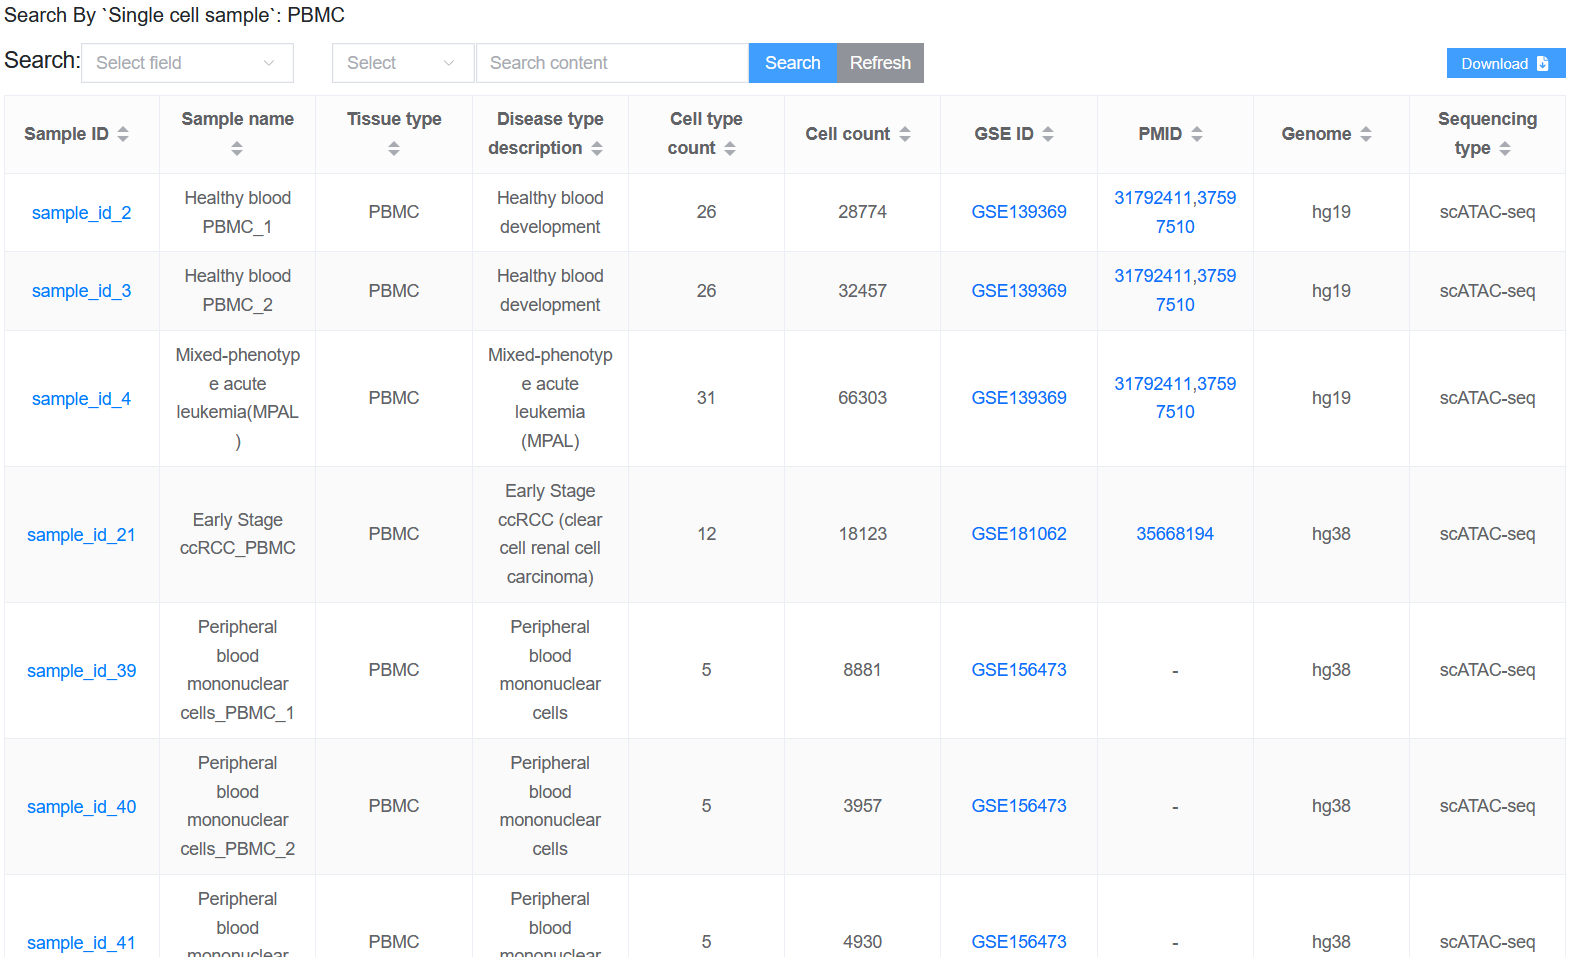 Search By `Single cell sample`: PBMC
Search: Select field Select Search content Search Refresh Download
Sample ID Sample name Tissue type Disease type description Cell type count Cell count GSE ID PMID Genome Sequencing type
sample_id_2 Healthy blood PBMC_1 PBMC Healthy blood development 26 28774 GSE139369 31792411,37597510 hg19 scATAC-seq
sample_id_3 Healthy blood PBMC_2 PBMC Healthy blood development 26 32457 GSE139369 31792411,37597510 hg19 scATAC-seq
sample_id_4 Mixed-phenotype acute leukemia(MPAL) PBMC Mixed-phenotype acute leukemia (MPAL) 31 66303 GSE139369 31792411,37597510 hg19 scATAC-seq
sample_id_21 Early Stage ccRCC_PBMC PBMC Early Stage ccRCC (clear cell renal cell carcinoma) 12 18123 GSE181062 35668194 hg38 scATAC-seq
sample_id_39 Peripheral blood mononuclear cells_PBMC_1 PBMC Peripheral blood mononuclear cells 5 8881 GSE156473 - hg38 scATAC-seq
sample_id_40 Peripheral blood mononuclear cells_PBMC_2 PBMC Peripheral blood mononuclear cells 5 3957 GSE156473 - hg38 scATAC-seq
sample_id_41 Peripheral blood mononuclear PBMC Peripheral blood mononuclear 5 4930 GSE156473 - hg38 scATAC-seq